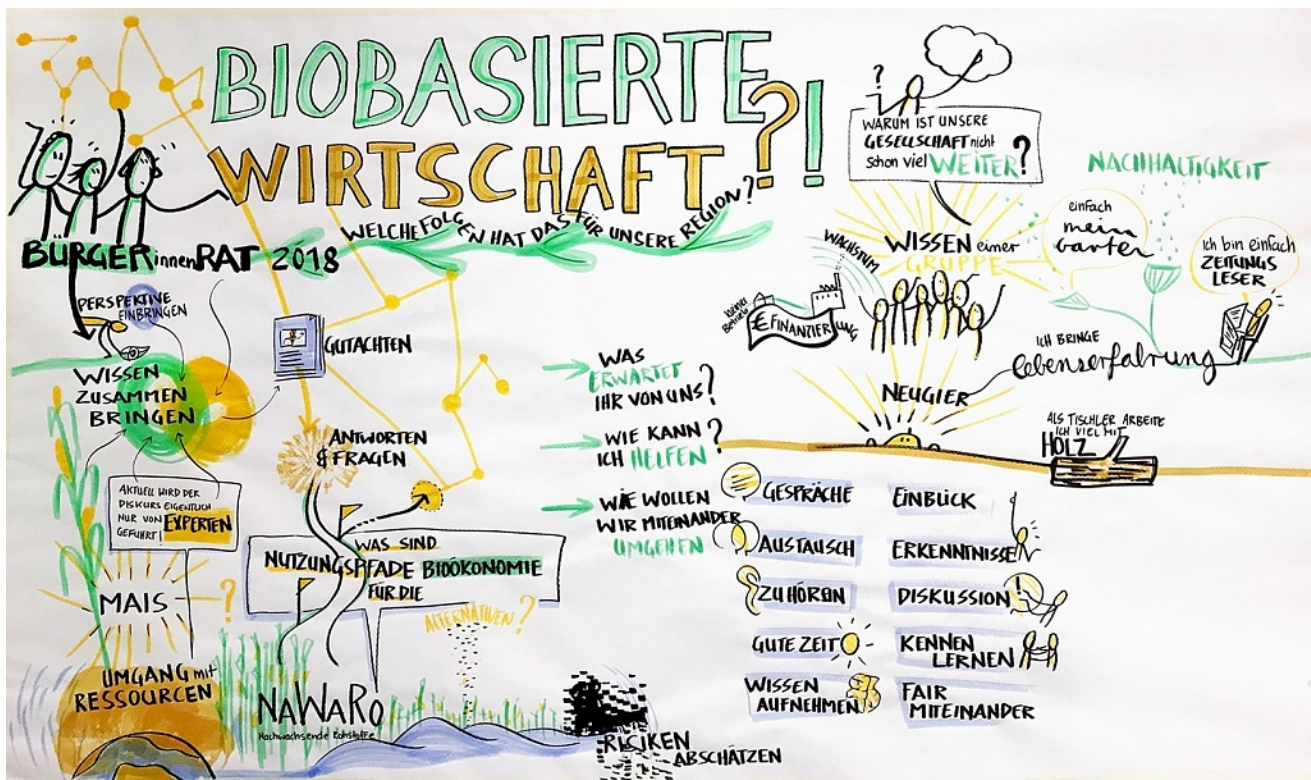 BIOBASIERTE
WIRTSCHAFT?!
WELCHE FOLGEN HAT DAS FÜR UNSERE REGION?
BÜRGERinnenRAT 2018
PERSPEKTIVE
EINBRINGEN
WISSEN
ZUSAMMEN
BRINGEN
AKTUELL WIRD DER
DISKURS EIGENTLICH
NUR VON EXPERTEN
GEFÜHRT!
MAIS
?
UMGANG mit
RESSOURCEN
GUTACHTEN
ANTWORTEN
& FRAGEN
WAS SIND
NUTZUNGSPFADE BIOÖKONOMIE
FÜR DIE
ALTERNATIVEN?
NAWARO
Nachwachsende Rohstoffe
RISIKEN
ABSCHÄTZEN
WAS
ERWARTET
IHR VON UNS?
WIE KANN
ICH HELFEN?
WIE WOLLEN
WIR MITEINANDER
UMGEHEN
?
WARUM IST UNSERE
GESELLSCHAFT nicht
schon viel WEITER?
NACHHALTIGKEIT
WISSEN einer
GRUPPE
einfach
mein
Garten
Ich bin einfach
ZEITUNGS
LESER
WACHSTUM
kleiner
Betrieb
€ FINANZIERUNG
NEUGIER
ICH BRINGE
lebenserfahrung
ALS TISCHLER ARBEITE
ICH VIEL MIT
HOLZ
GESPRÄCHE
AUSTAUSCH
ZUHÖREN
GUTE ZEIT
WISSEN
AUFNEHMEN
EINBLICK
ERKENNTNISSE
DISKUSSION
KENNEN
LERNEN
FAIR
MITEINANDER